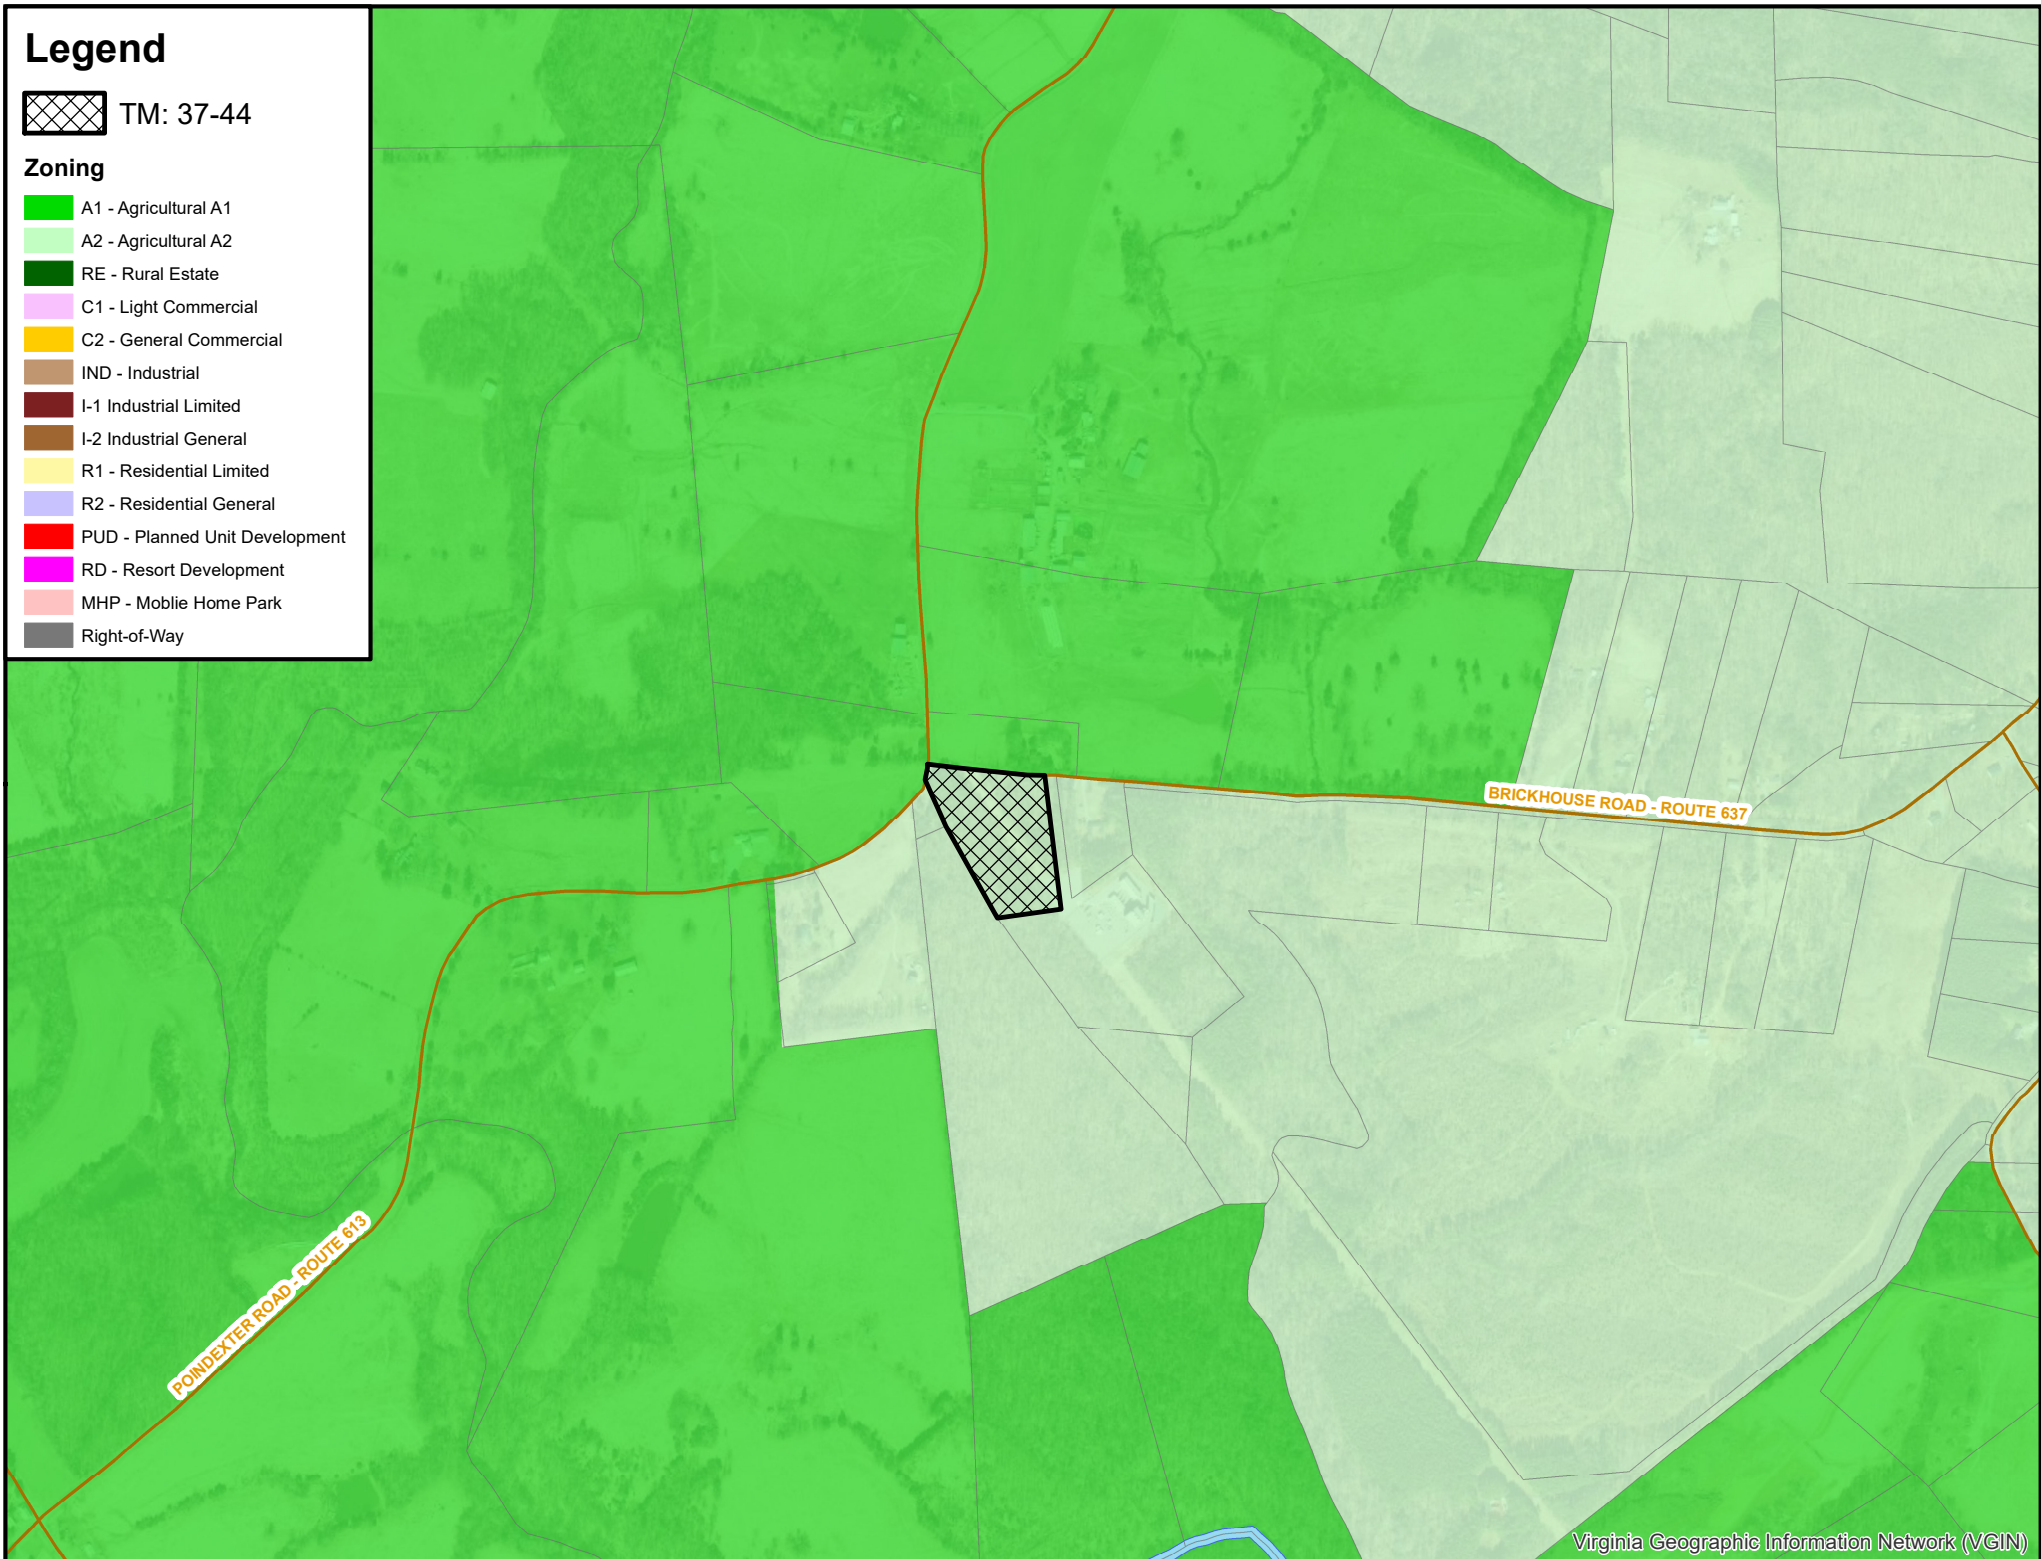 Legend
TM: 37-44
Zoning
A1 - Agricultural A1
A2 - Agricultural A2
RE - Rural Estate
C1 - Light Commercial
C2 - General Commercial
IND - Industrial
I-1 Industrial Limited
I-2 Industrial General
R1 - Residential Limited
R2 - Residential General
PUD - Planned Unit Development
RD - Resort Development
MHP - Moblie Home Park
Right-of-Way
BRICKHOUSE ROAD - ROUTE 637
POINDEXTER ROAD - ROUTE 613
Virginia Geographic Information Network (VGIN)